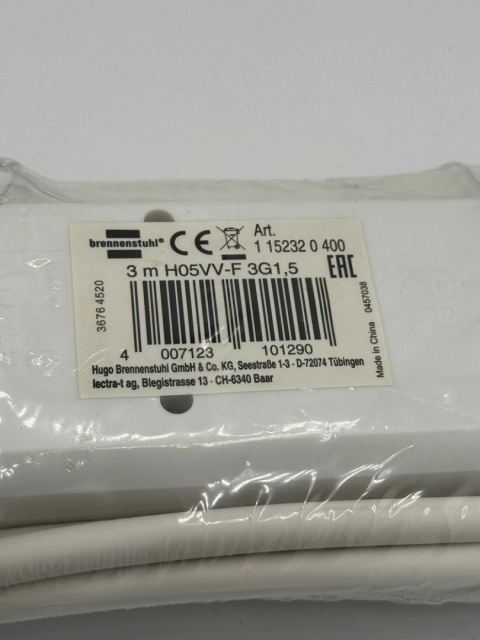 brennenstuhl
CE
Art.
1 15232 0 400
3 m H05VV-F 3G1,5
EAC
3676 4520
4 007123 101290
Hugo Brennenstuhl GmbH & Co. KG, Seestraße 1-3 · D-72074 Tübingen
lectra-t ag, Blegistrasse 13 · CH-6340 Baar
Made in China 0457038